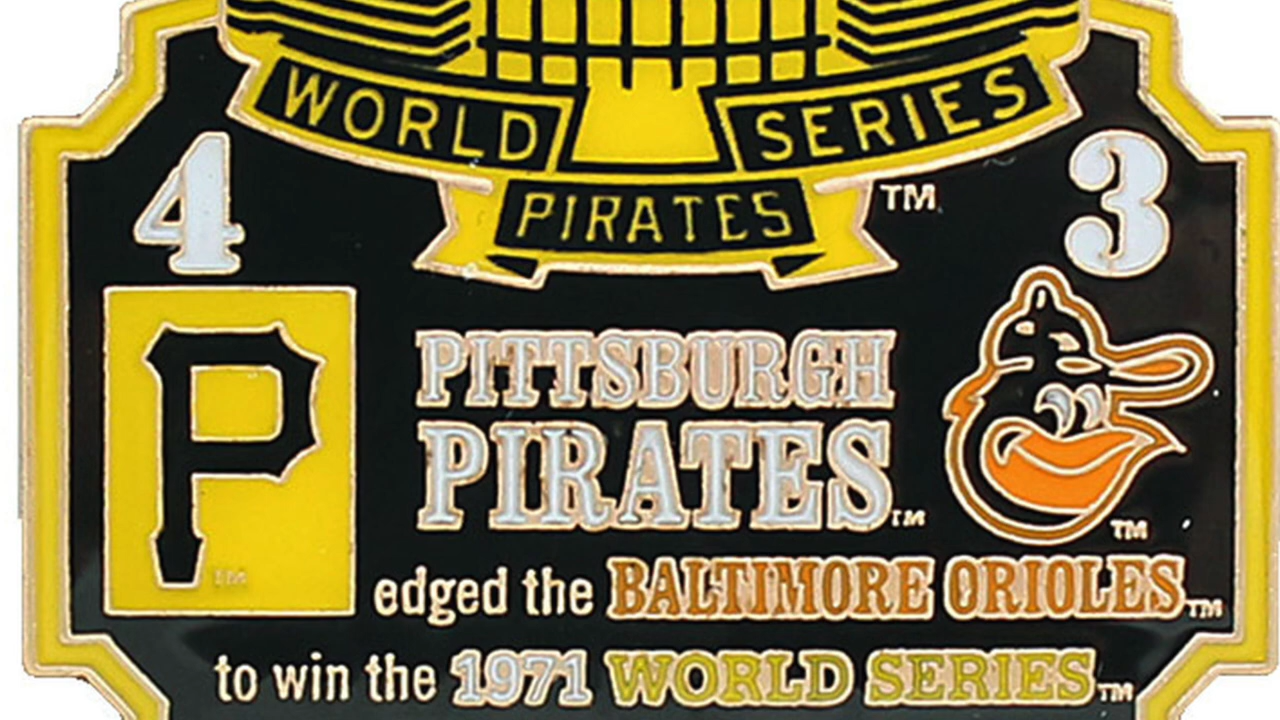 WORLD SERIES
PIRATES TM
4 3
P TM
PITTSBURGH
PIRATES TM
TM
edged the BALTIMORE ORIOLES TM
to win the 1971 WORLD SERIES TM